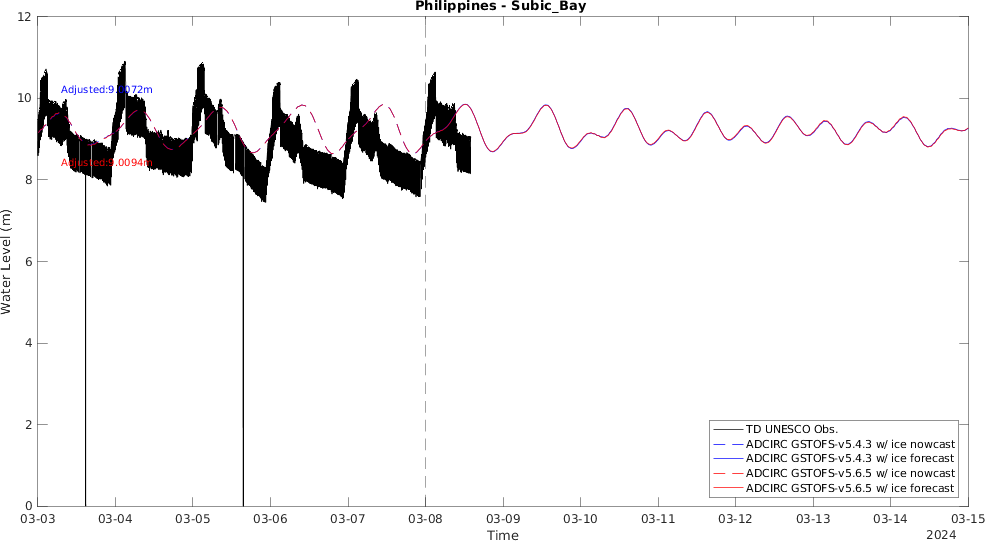 Philippines - Subic_Bay
12
10
8
6
4
2
0
Water Level (m)
Adjusted:9.0072m
Adjusted:9.0094m
TD UNESCO Obs.
ADCIRC GSTOFS-v5.4.3 w/ ice nowcast
ADCIRC GSTOFS-v5.4.3 w/ ice forecast
ADCIRC GSTOFS-v5.6.5 w/ ice nowcast
ADCIRC GSTOFS-v5.6.5 w/ ice forecast
03-03 03-04 03-05 03-06 03-07 03-08 03-09 03-10 03-11 03-12 03-13 03-14 03-15
Time
2024